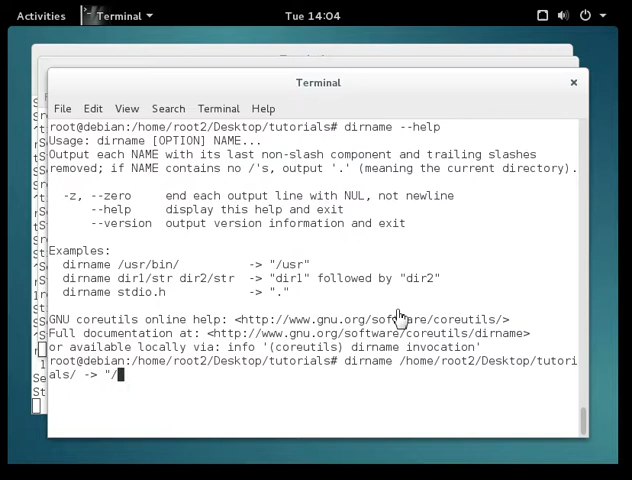 Activities
Terminal
Tue 14:04
Terminal
File Edit View Search Terminal Help
root@debian:/home/root2/Desktop/tutorials# dirname --help
Usage: dirname [OPTION] NAME...
Output each NAME with its last non-slash component and trailing slashes
removed; if NAME contains no /'s, output '.' (meaning the current directory).
-z, --zero end each output line with NUL, not newline
--help display this help and exit
--version output version information and exit
Examples:
dirname /usr/bin/ -> "/usr"
dirname dir1/str dir2/str -> "dir1" followed by "dir2"
dirname stdio.h -> "."
GNU coreutils online help: <http://www.gnu.org/software/coreutils/>
Full documentation at: <http://www.gnu.org/software/coreutils/dirname>
or available locally via: info '(coreutils) dirname invocation'
root@debian:/home/root2/Desktop/tutorials# dirname /home/root2/Desktop/tutori
als/ -> "/